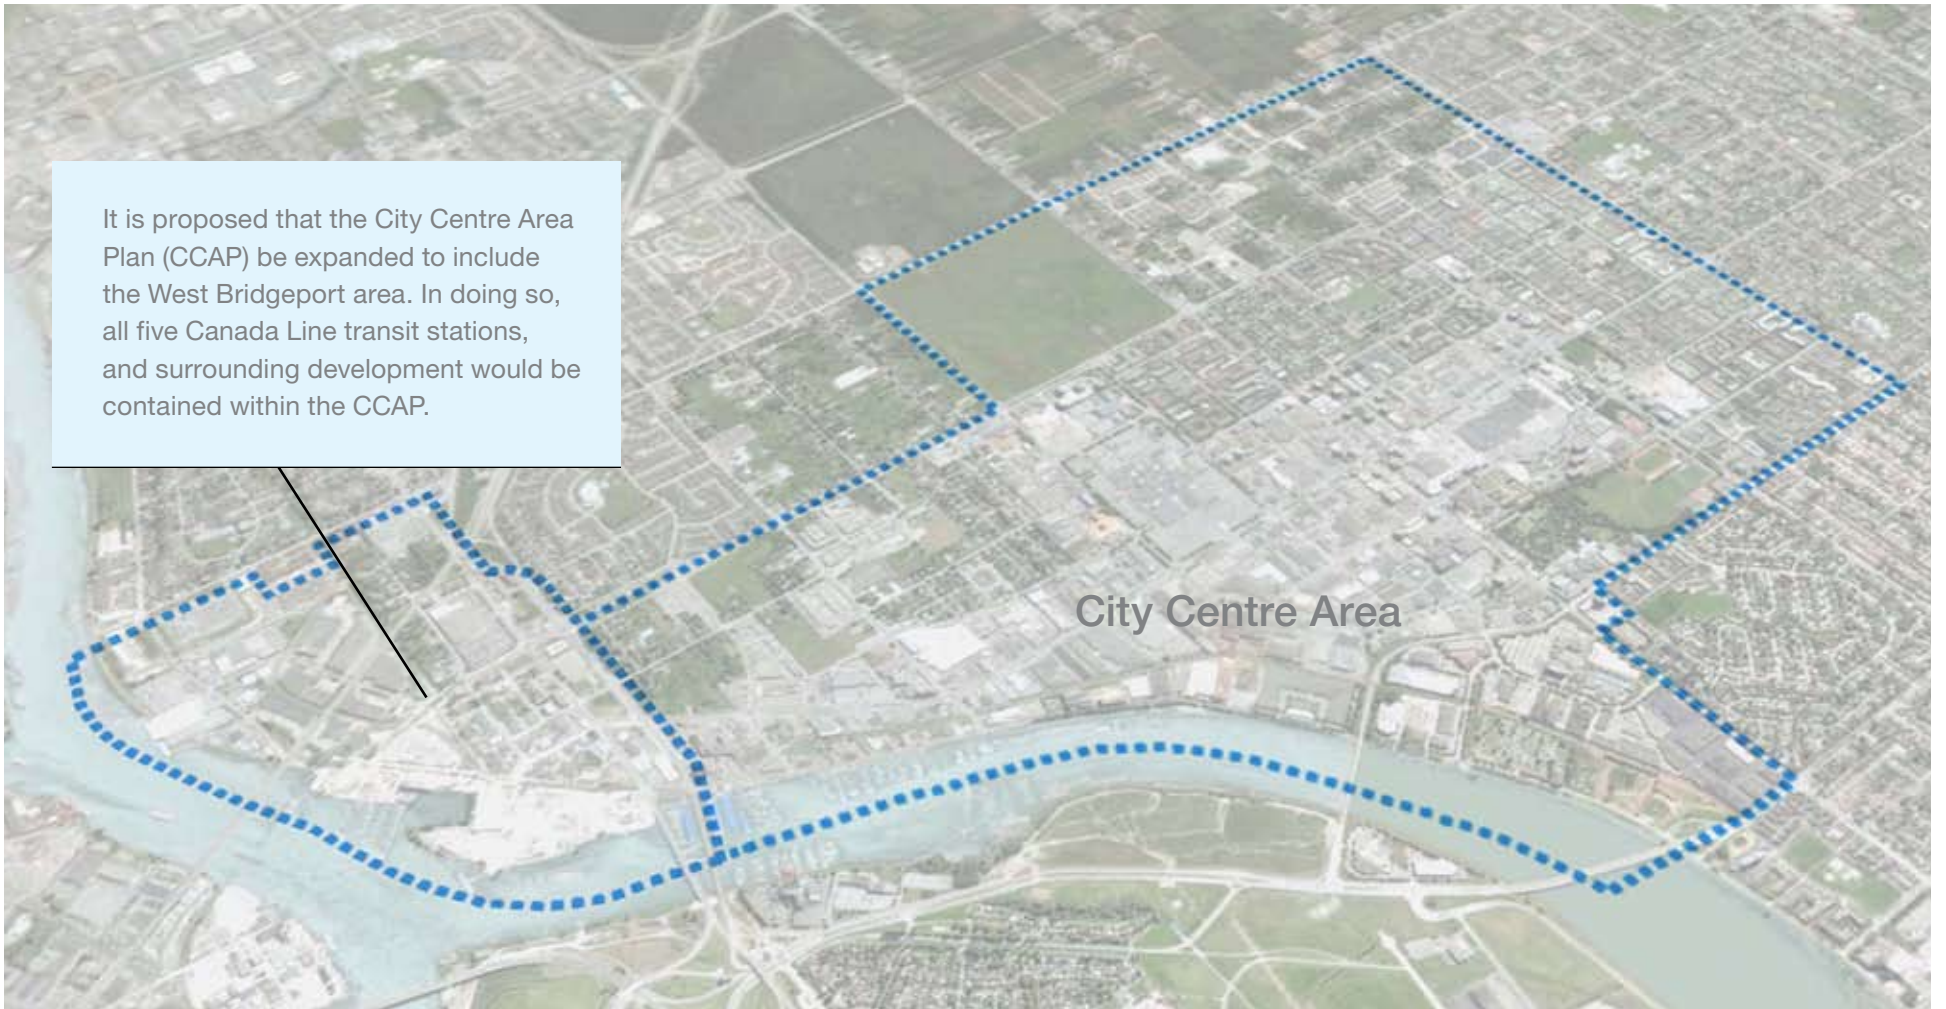 It is proposed that the City Centre Area
Plan (CCAP) be expanded to include
the West Bridgeport area. In doing so,
all five Canada Line transit stations,
and surrounding development would be
contained within the CCAP.
City Centre Area